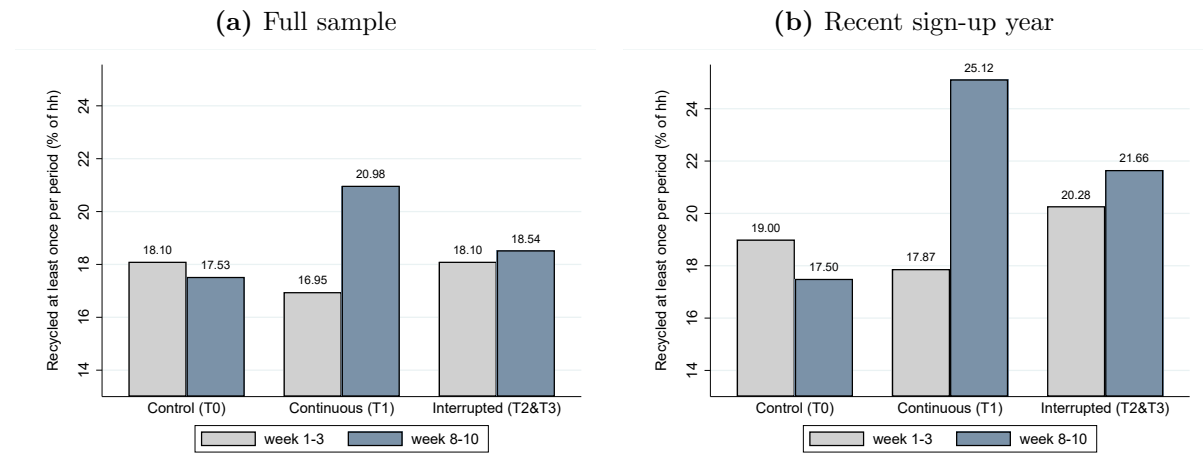 (a) Full sample
Recycled at least once per period (% of hh)
24
22
20
18
16
14
18.10
17.53
16.95
20.98
18.10
18.54
Control (T0)
Continuous (T1)
Interrupted (T2&T3)
week 1-3
week 8-10
(b) Recent sign-up year
Recycled at least once per period (% of hh)
24
22
20
18
16
14
19.00
17.50
17.87
25.12
20.28
21.66
Control (T0)
Continuous (T1)
Interrupted (T2&T3)
week 1-3
week 8-10